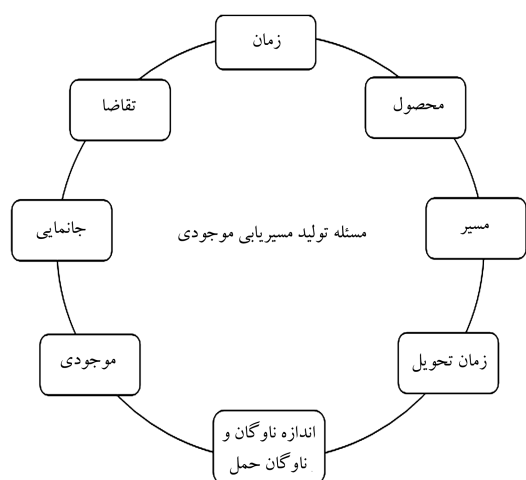 زمان
محصول
تقاضا
مسیر
جانمایی
مسئله تولید مسیریابی موجودی
زمان تحویل
موجودی
اندازه ناوگان و
ناوگان حمل